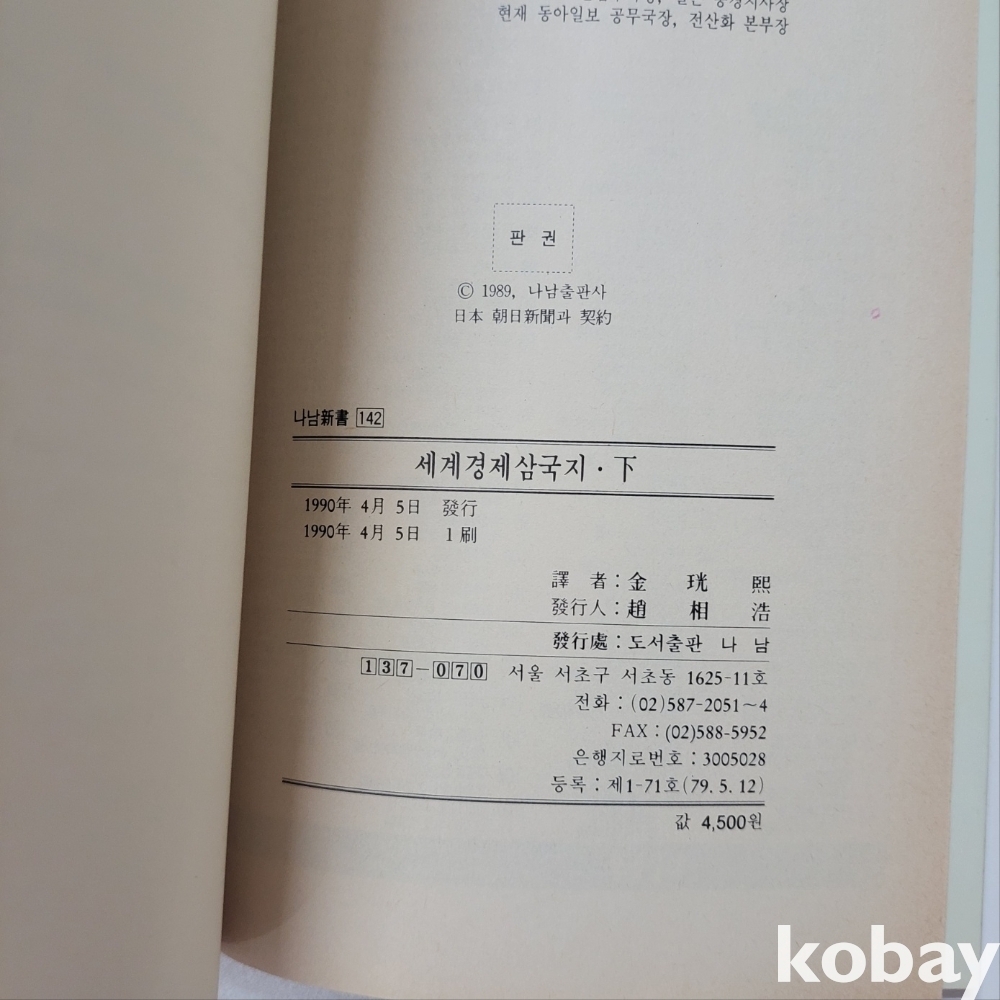 현재 동아일보 공무국장, 전산화 본부장
판 권
© 1989, 나남출판사
日本 朝日新聞과 契約
나남新書 142
세계경제삼국지·下
1990年 4月 5日 發行
1990年 4月 5日 1刷
譯 者:金 珖 熙
發行人:趙 相 浩
發行處:도서출판 나 남
137-070 서울 서초구 서초동 1625-11호
전화:(02)587-2051~4
FAX:(02)588-5952
은행지로번호:3005028
등록:제1-71호(79.5.12)
값 4,500원
kobay